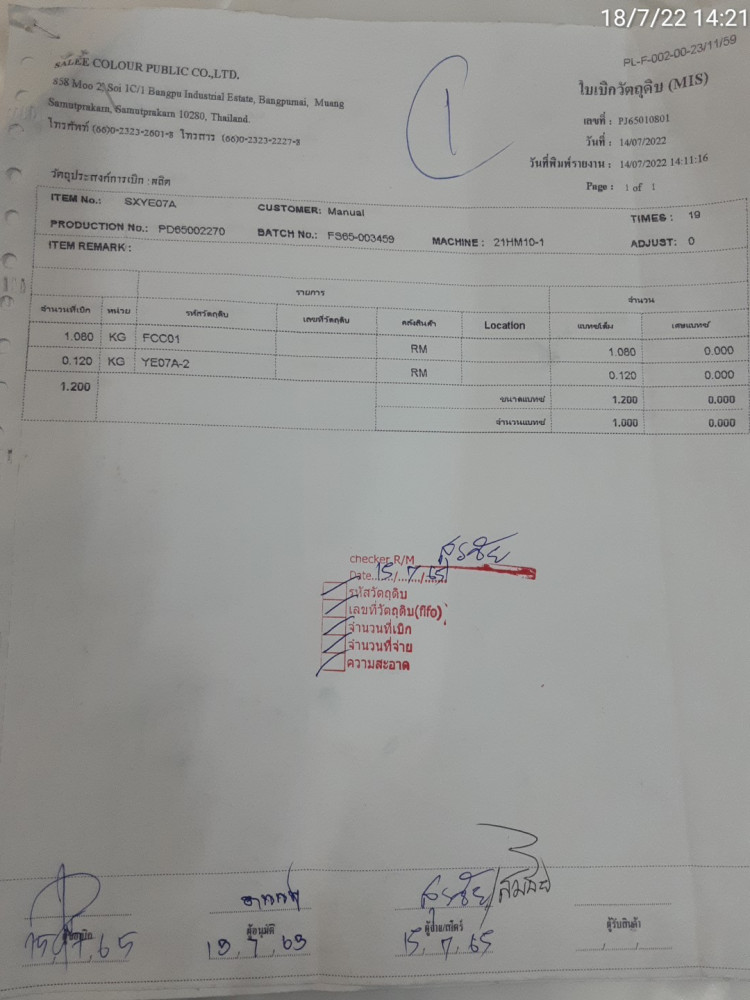 18/7/22 14:21
PL-F-002-00-23/11/59
SALEE COLOUR PUBLIC CO.,LTD.
858 Moo 2 Soi 1C/1 Bangpu Industrial Estate, Bangpumai, Muang
Samutprakarn, Samutprakarn 10280, Thailand.
โทรศัพท์ (66)0-2323-2601-8 โทรสาร (66)0-2323-2227-8
1
ใบเบิกวัตถุดิบ (MIS)
เลขที่ : PJ65010801
วันที่ : 14/07/2022
วันที่พิมพ์รายงาน : 14/07/2022 14:11:16
Page : 1 of 1
วัตถุประสงค์การเบิก : ผลิต
ITEM No.: SXYE07A CUSTOMER: Manual TIMES : 19
PRODUCTION No.: PD65002270 BATCH No.: FS65-003459 MACHINE : 21HM10-1 ADJUST: 0
ITEM REMARK :
รายการ จำนวน
จำนวนที่เบิก หน่วย รหัสวัตถุดิบ เลขที่วัตถุดิบ คลังสินค้า Location แบทช์เต็ม เศษแบทช์
1.080 KG FCC01 RM 1.080 0.000
0.120 KG YE07A-2 RM 0.120 0.000
1.200 ขนาดแบทช์ 1.200 0.000
จำนวนแบทช์ 1.000 0.000
checker R/M สุรชัย
Date 15/7/65
รหัสวัตถุดิบ
เลขที่วัตถุดิบ(fifo)
จำนวนที่เบิก
จำนวนที่จ่าย
ความสะอาด
สุรชัย/สมชัย
ผู้อนุมัติ ผู้จ่าย/สโตร์ ผู้รับสินค้า
15.7.65 15.7.65